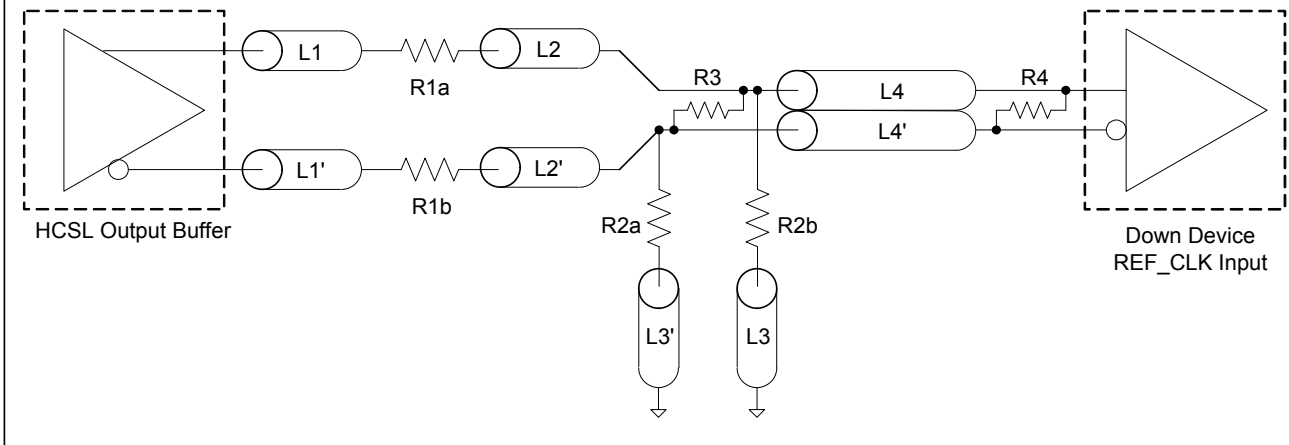 L1
R1a
L2
R3
L4
R4
L1'
R1b
L2'
L4'
HCSL Output Buffer
R2a
R2b
Down Device
REF_CLK Input
L3'
L3